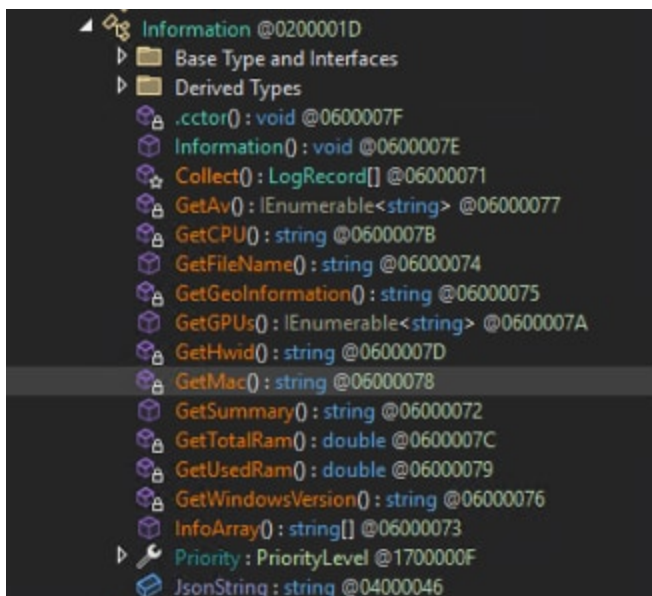 Information @0200001D
Base Type and Interfaces
Derived Types
.cctor() : void @0600007F
Information() : void @0600007E
Collect() : LogRecord[] @06000071
GetAv() : IEnumerable<string> @06000077
GetCPU() : string @0600007B
GetFileName() : string @06000074
GetGeoInformation() : string @06000075
GetGPUs() : IEnumerable<string> @0600007A
GetHwid() : string @0600007D
GetMac() : string @06000078
GetSummary() : string @06000072
GetTotalRam() : double @0600007C
GetUsedRam() : double @06000079
GetWindowsVersion() : string @06000076
InfoArray() : string[] @06000073
Priority : PriorityLevel @1700000F
JsonString : string @04000046